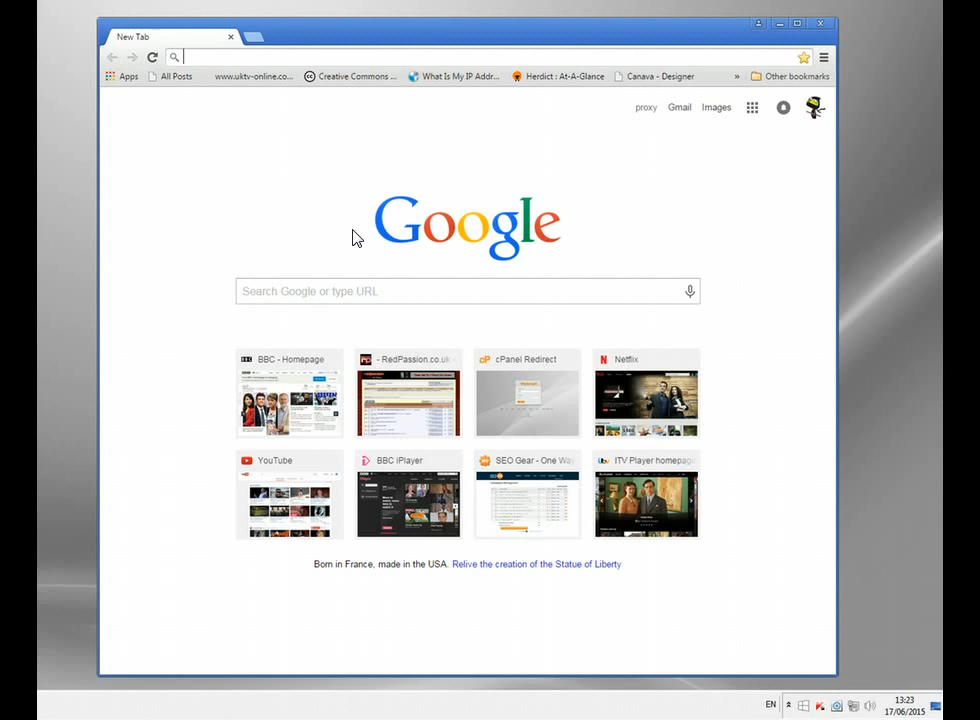 New Tab
Apps All Posts www.uktv-online.co... Creative Commons ... What Is My IP Addr... Herdict : At-A-Glance Canava - Designer » Other bookmarks
proxy Gmail Images
Google
Search Google or type URL
BBC - Homepage - RedPassion.co.uk - cPanel Redirect Netflix
YouTube BBC iPlayer SEO Gear - One Way ITV Player homepage
Born in France, made in the USA. Relive the creation of the Statue of Liberty
EN 13:23
17/06/2015